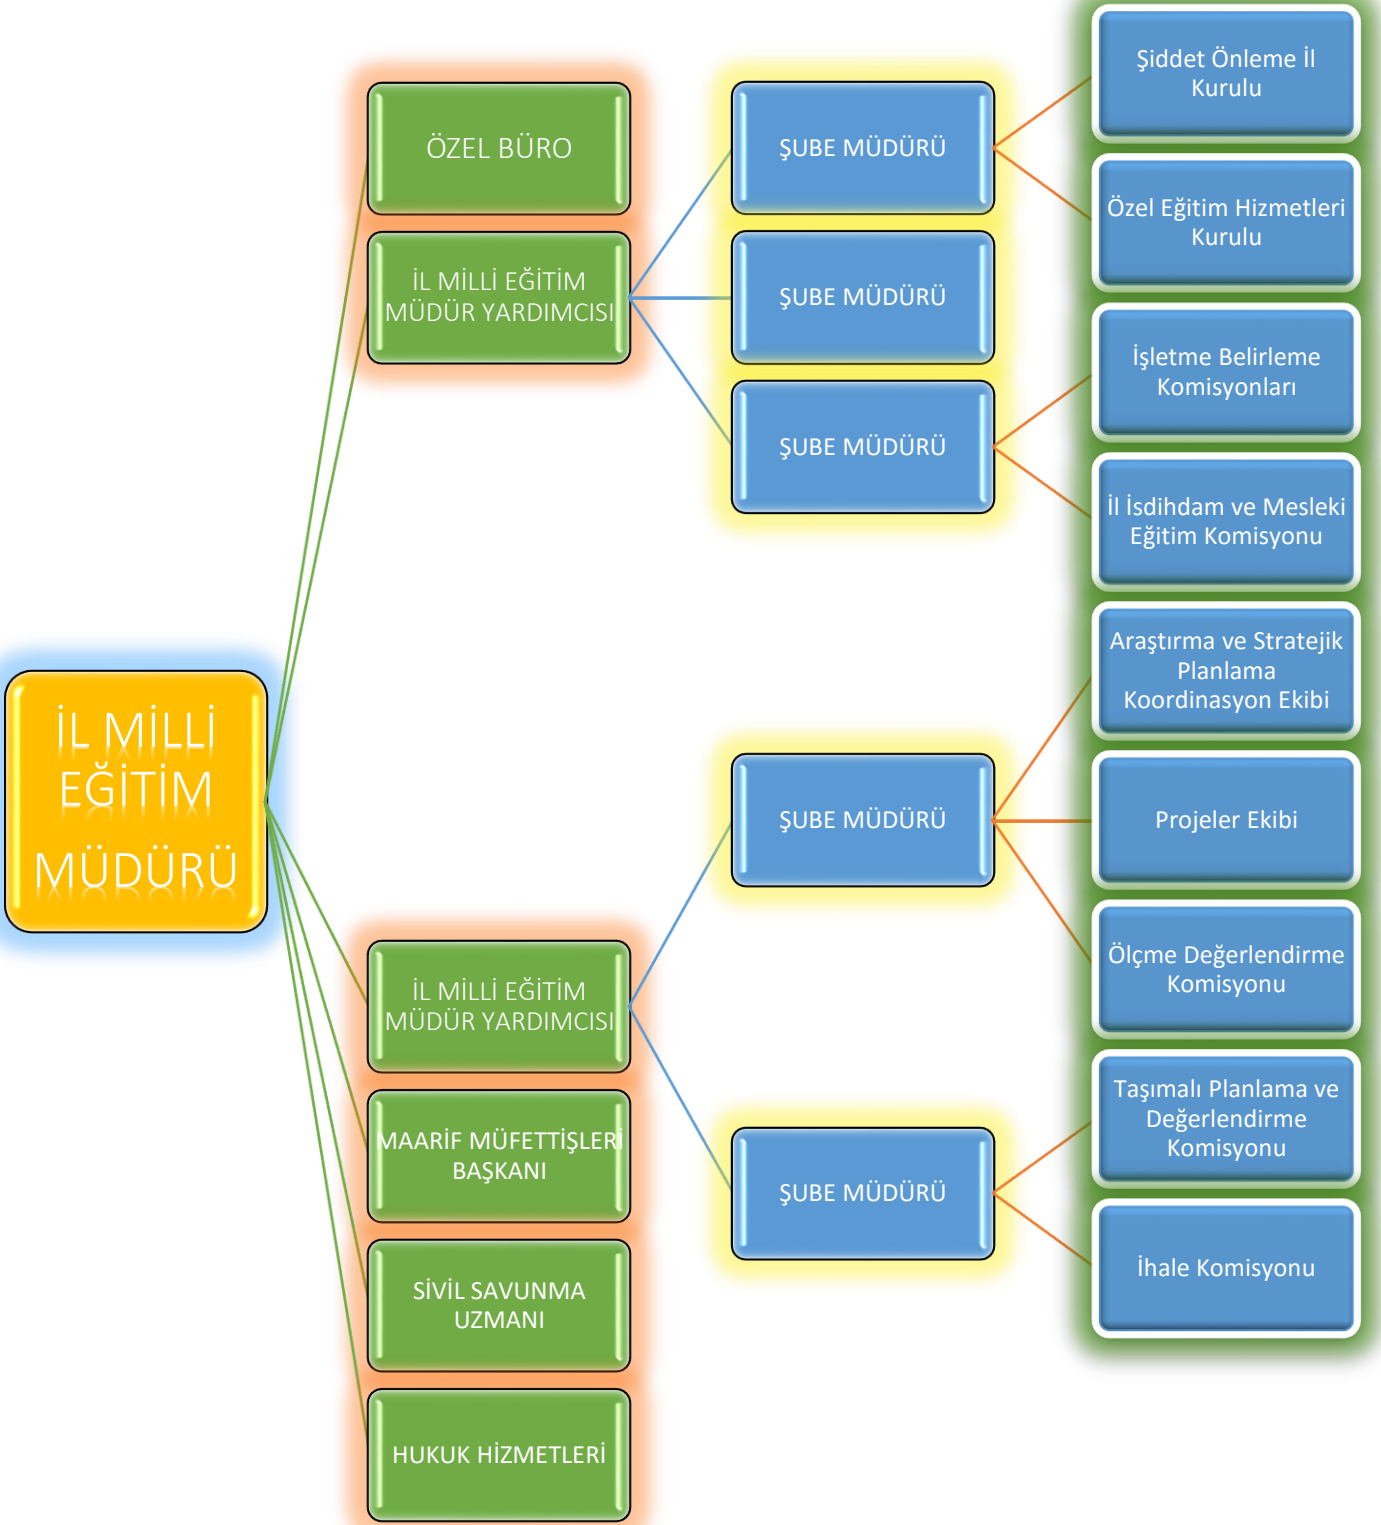 İL MİLLİ
EĞİTİM
MÜDÜRÜ
ÖZEL BÜRO
İL MİLLİ EĞİTİM
MÜDÜR YARDIMCISI
ŞUBE MÜDÜRÜ
Şiddet Önleme İl
Kurulu
Özel Eğitim Hizmetleri
Kurulu
ŞUBE MÜDÜRÜ
ŞUBE MÜDÜRÜ
İşletme Belirleme
Komisyonları
İl İsdihdam ve Mesleki
Eğitim Komisyonu
İL MİLLİ EĞİTİM
MÜDÜR YARDIMCISI
ŞUBE MÜDÜRÜ
Araştırma ve Stratejik
Planlama
Koordinasyon Ekibi
Projeler Ekibi
Ölçme Değerlendirme
Komisyonu
ŞUBE MÜDÜRÜ
Taşımalı Planlama ve
Değerlendirme
Komisyonu
İhale Komisyonu
MAARİF MÜFETTİŞLERİ
BAŞKANI
SİVİL SAVUNMA
UZMANI
HUKUK HİZMETLERİ